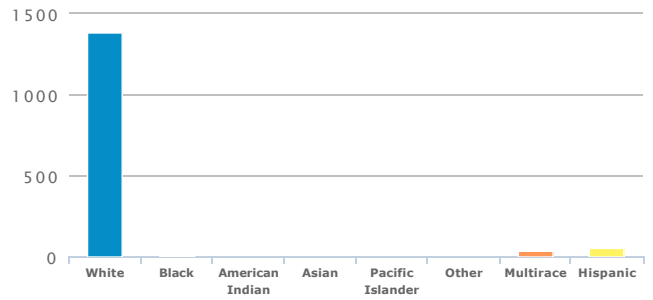 1500
1000
500
0
White Black American Indian Asian Pacific Islander Other Multirace Hispanic